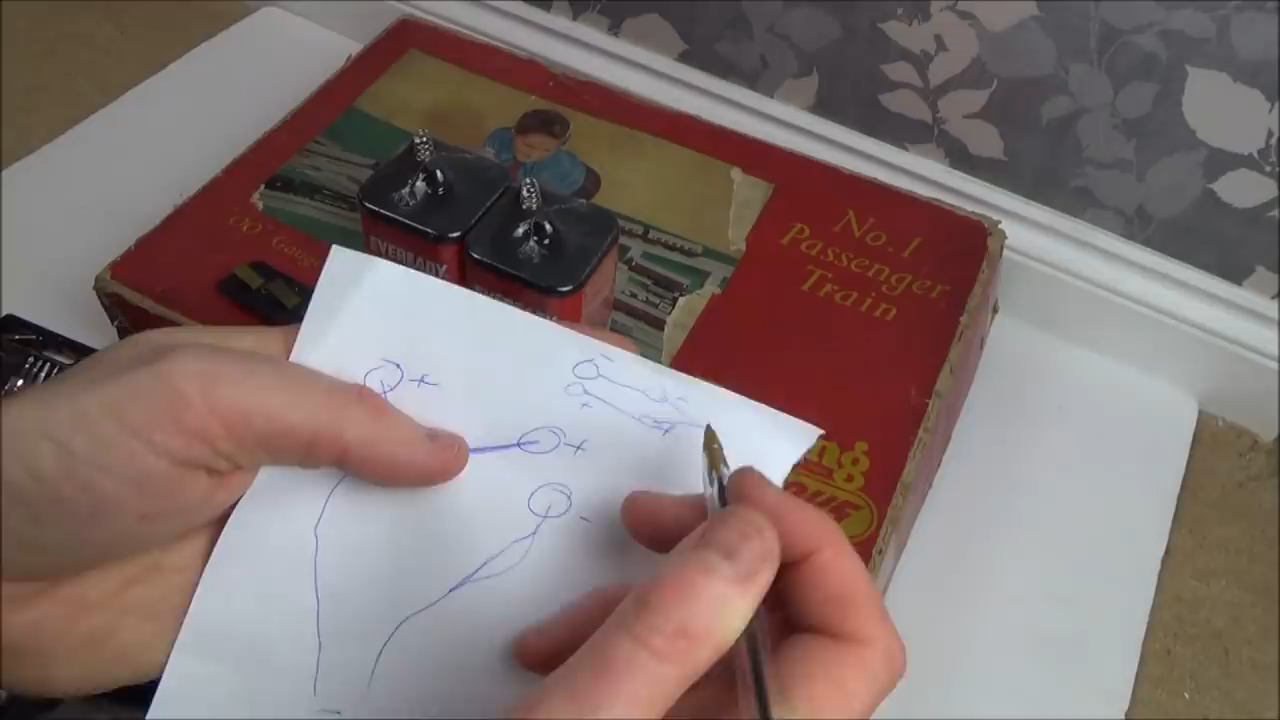 No.1
Passenger
Train
EVEREADY
"OO" Gauge
+
+
-
-
+
-
+